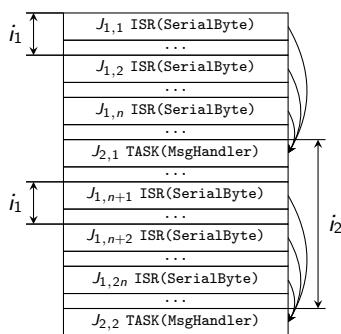 i₁
J₁,₁ ISR(SerialByte)
...
J₁,₂ ISR(SerialByte)
...
J₁,ₙ ISR(SerialByte)
...
J₂,₁ TASK(MsgHandler)
...
i₁
J₁,ₙ₊₁ ISR(SerialByte)
...
i₂
J₁,ₙ₊₂ ISR(SerialByte)
...
J₁,₂ₙ ISR(SerialByte)
...
J₂,₂ TASK(MsgHandler)